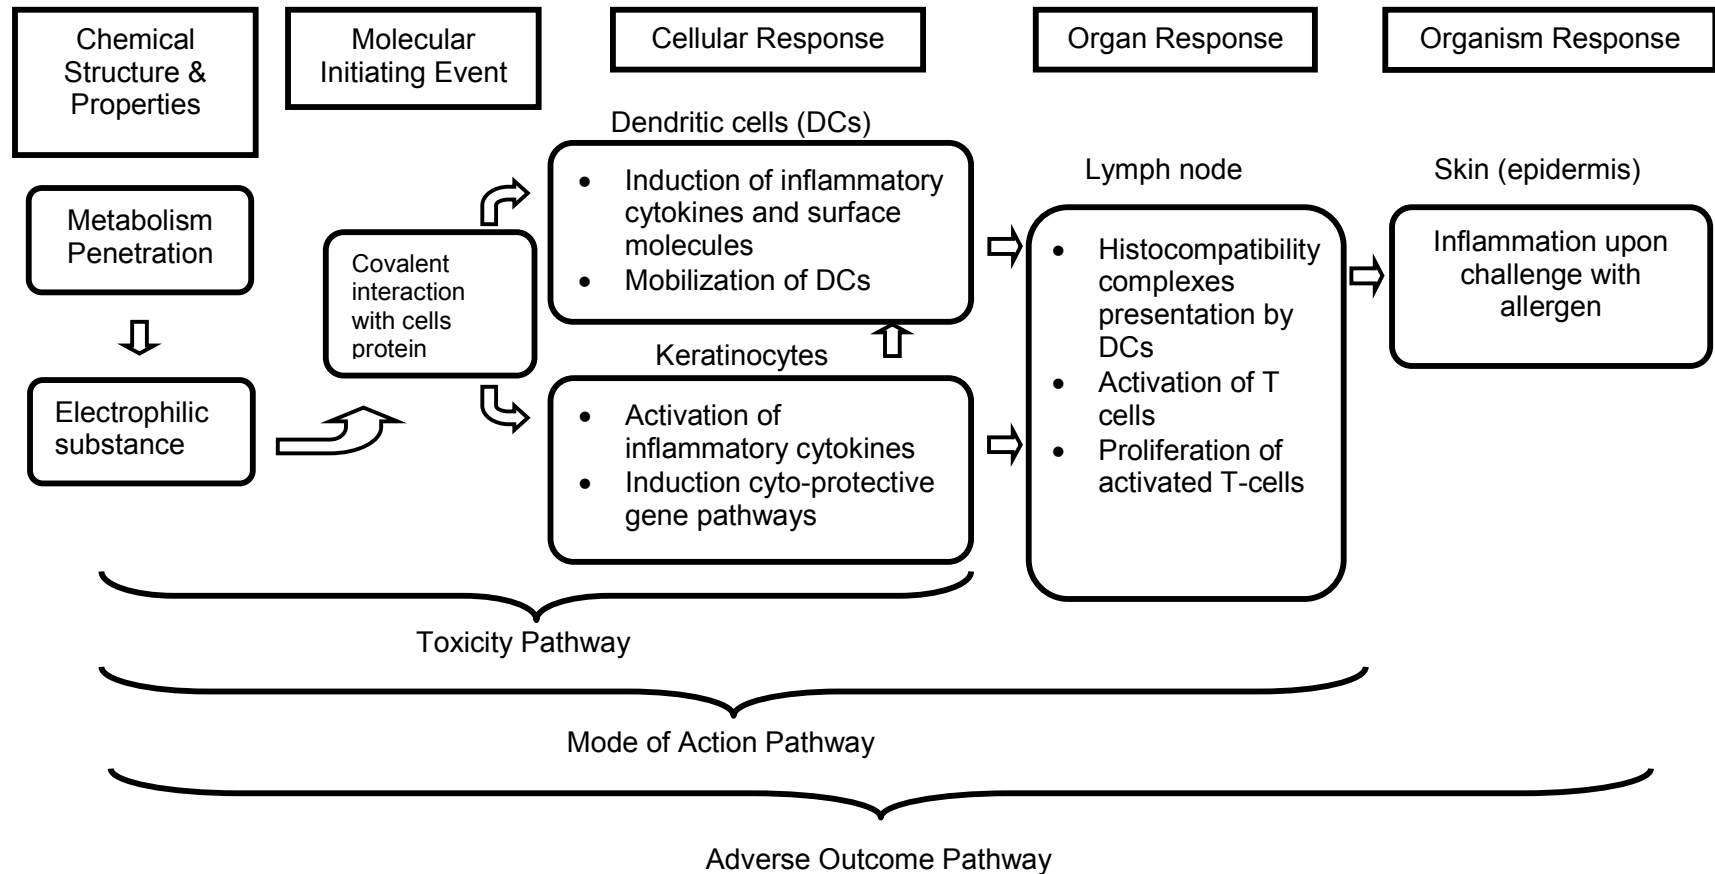 Chemical
Structure &
Properties
Molecular
Initiating Event
Cellular Response
Organ Response
Organism Response
Metabolism
Penetration
Electrophilic
substance
Covalent
interaction
with cells
protein
Dendritic cells (DCs)
• Induction of inflammatory
cytokines and surface
molecules
• Mobilization of DCs
Keratinocytes
• Activation of
inflammatory cytokines
• Induction cyto-protective
gene pathways
Lymph node
• Histocompatibility
complexes
presentation by
DCs
• Activation of T
cells
• Proliferation of
activated T-cells
Skin (epidermis)
Inflammation upon
challenge with
allergen
Toxicity Pathway
Mode of Action Pathway
Adverse Outcome Pathway